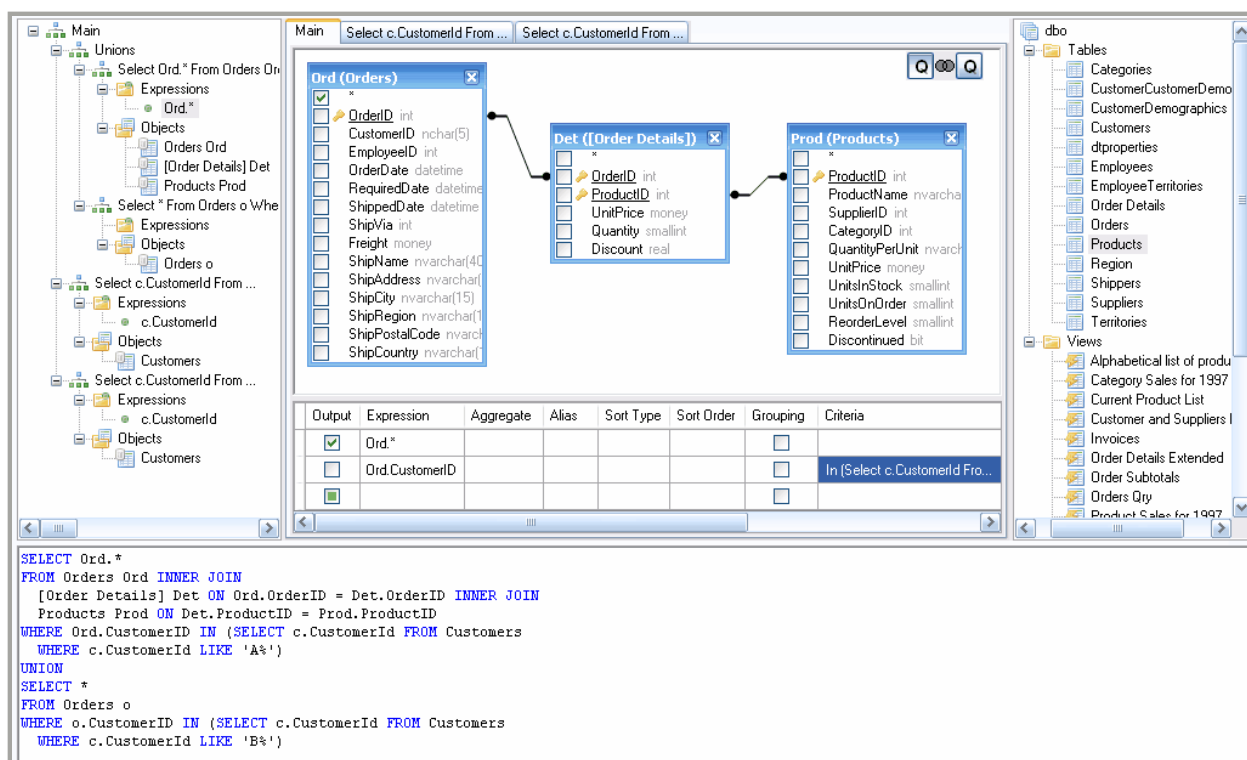 Main
Unions
Select Ord.* From Orders Or
Expressions
Ord.*
Objects
Orders Ord
[Order Details] Det
Products Prod
Select * From Orders o Whe
Expressions
Objects
Orders o
Select c.CustomerId From ...
Expressions
c.CustomerId
Objects
Customers
Select c.CustomerId From ...
Expressions
c.CustomerId
Objects
Customers
Main Select c.CustomerId From ... Select c.CustomerId From ...
Q Q
Ord (Orders)
*
OrderID int
CustomerID nchar(5)
EmployeeID int
OrderDate datetime
RequiredDate datetime
ShippedDate datetime
ShipVia int
Freight money
ShipName nvarchar(40
ShipAddress nvarchar(
ShipCity nvarchar(15)
ShipRegion nvarchar(1
ShipPostalCode nvarch
ShipCountry nvarchar(
Det ([Order Details])
*
OrderID int
ProductID int
UnitPrice money
Quantity smallint
Discount real
Prod (Products)
*
ProductID int
ProductName nvarcha
SupplierID int
CategoryID int
QuantityPerUnit nvarch
UnitPrice money
UnitsInStock smallint
UnitsOnOrder smallint
ReorderLevel smallint
Discontinued bit
Output Expression Aggregate Alias Sort Type Sort Order Grouping Criteria
Ord.*
Ord.CustomerID In (Select c.CustomerId Fro...
dbo
Tables
Categories
CustomerCustomerDemo
CustomerDemographics
Customers
dtproperties
Employees
EmployeeTerritories
Order Details
Orders
Products
Region
Shippers
Suppliers
Territories
Views
Alphabetical list of produ
Category Sales for 1997
Current Product List
Customer and Suppliers
Invoices
Order Details Extended
Order Subtotals
Orders Qry
Product Sales for 1997
SELECT Ord.*
FROM Orders Ord INNER JOIN
[Order Details] Det ON Ord.OrderID = Det.OrderID INNER JOIN
Products Prod ON Det.ProductID = Prod.ProductID
WHERE Ord.CustomerID IN (SELECT c.CustomerId FROM Customers
WHERE c.CustomerId LIKE 'A%')
UNION
SELECT *
FROM Orders o
WHERE o.CustomerID IN (SELECT c.CustomerId FROM Customers
WHERE c.CustomerId LIKE 'B%')